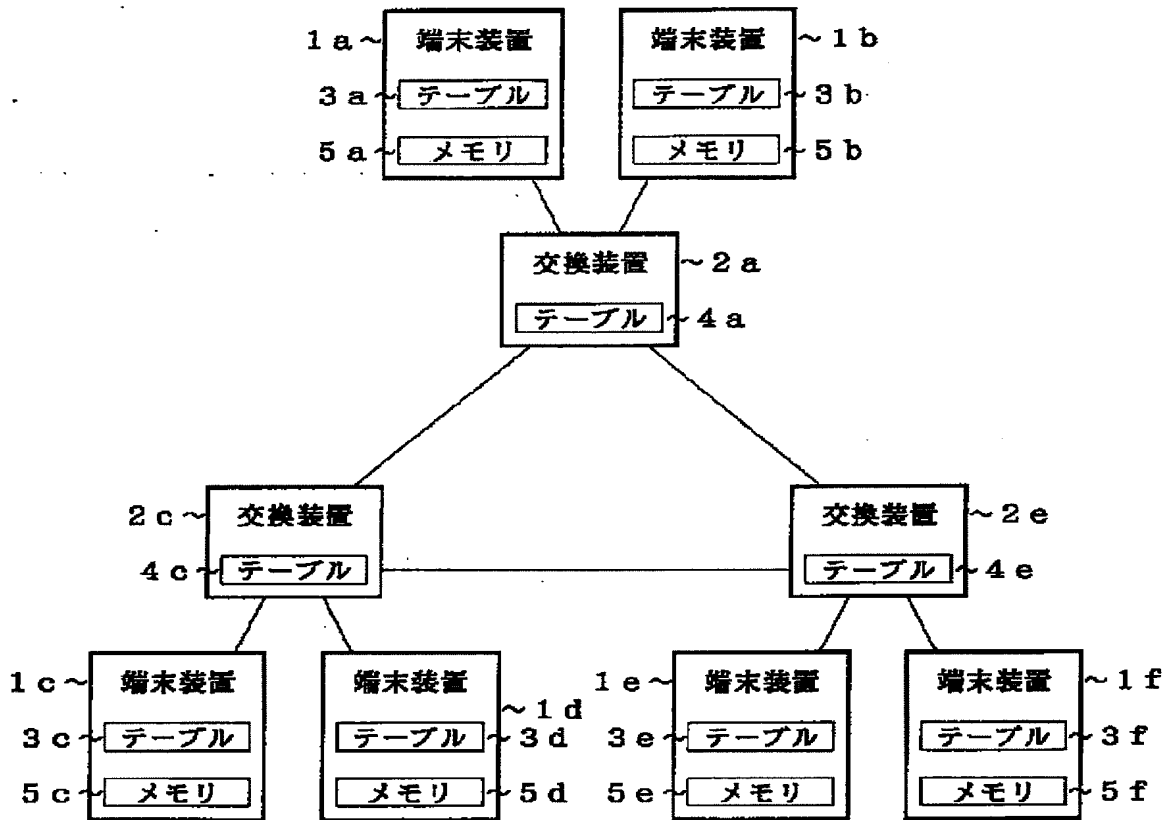 1a～ 端末装置 端末装置 ～1b
3a～ テーブル テーブル ～3b
5a～ メモリ メモリ ～5b
交換装置 ～2a
テーブル ～4a
2c～ 交換装置 交換装置 ～2e
4c～ テーブル テーブル ～4e
1c～ 端末装置 端末装置 1e～ 端末装置 端末装置 ～1f
～1d
3c～ テーブル テーブル ～3d 3e～ テーブル テーブル ～3f
5c～ メモリ メモリ ～5d 5e～ メモリ メモリ ～5f